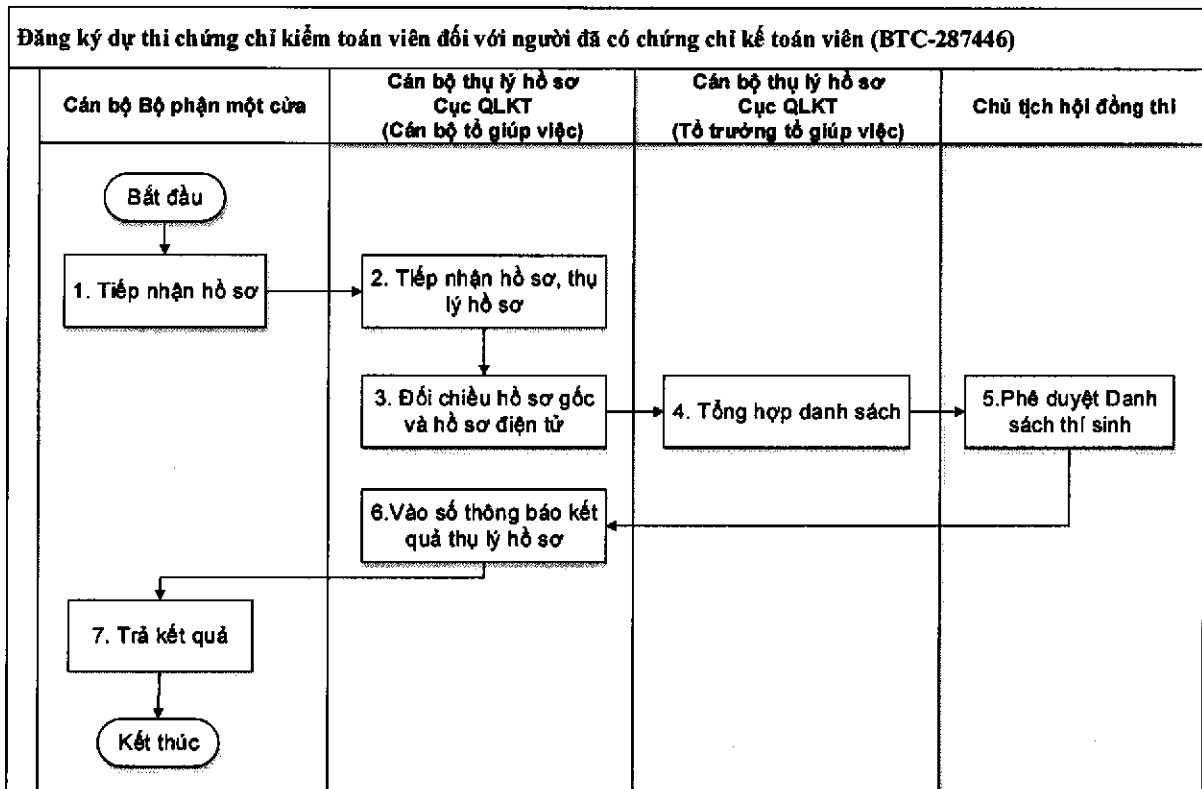 Đăng ký dự thi chứng chỉ kiểm toán viên đối với người đã có chứng chỉ kế toán viên (BTC-287446)
Cán bộ Bộ phận một cửa
Cán bộ thụ lý hồ sơ
Cục QLKT
(Cán bộ tổ giúp việc)
Cán bộ thụ lý hồ sơ
Cục QLKT
(Tổ trưởng tổ giúp việc)
Chủ tịch hội đồng thi
Bắt đầu
1. Tiếp nhận hồ sơ
2. Tiếp nhận hồ sơ, thụ
lý hồ sơ
3. Đối chiếu hồ sơ gốc
và hồ sơ điện tử
4. Tổng hợp danh sách
5.Phê duyệt Danh
sách thí sinh
6.Vào số thông báo kết
quả thụ lý hồ sơ
7. Trả kết quả
Kết thúc